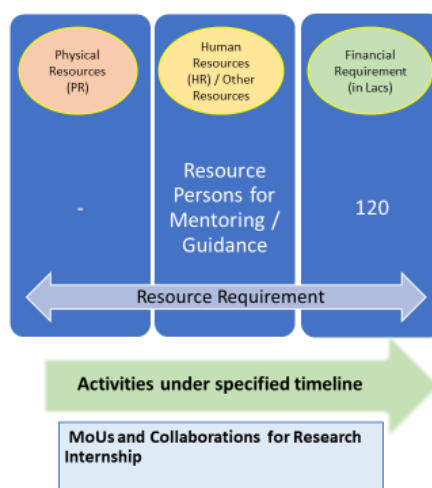 Physical
Resources
(PR)
Human
Resources
(HR) / Other
Resources
Financial
Requirement
(in Lacs)
-
Resource
Persons for
Mentoring /
Guidance
120
Resource Requirement
Activities under specified timeline
MoUs and Collaborations for Research
Internship